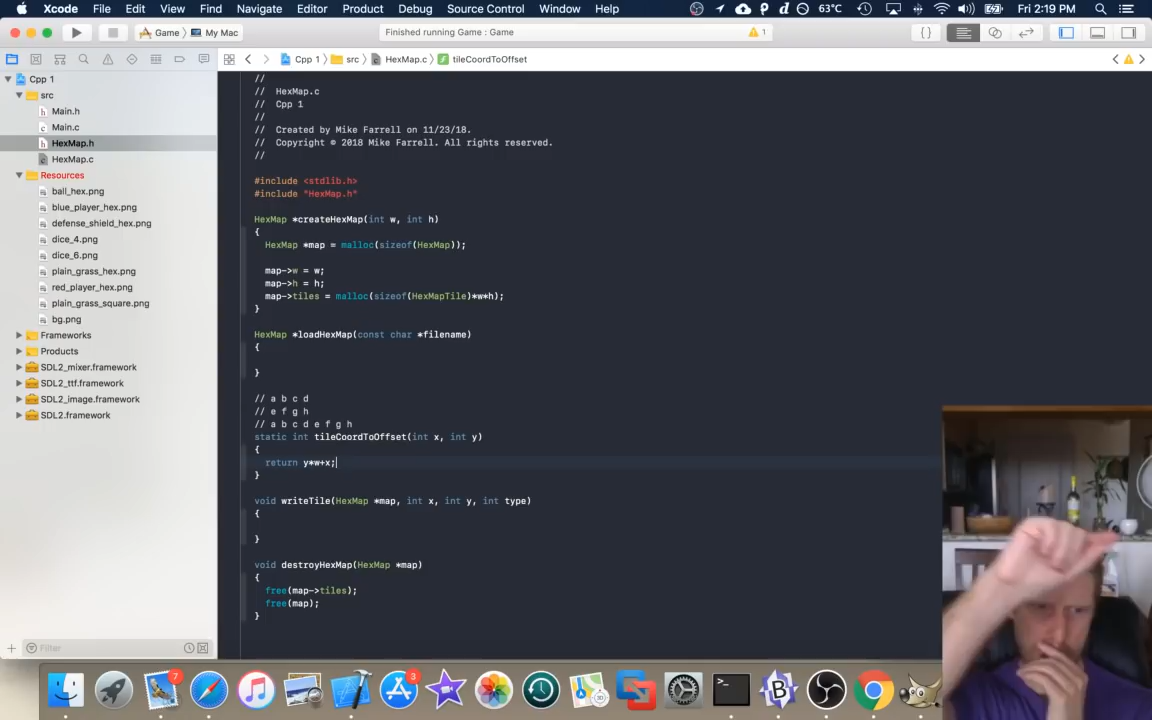 Xcode File Edit View Find Navigate Editor Product Debug Source Control Window Help 63°C Fri 2:19 PM
Game 〉 My Mac Finished running Game : Game 1
Cpp 1 〉 src 〉 HexMap.c 〉 tileCoordToOffset
Cpp 1
src
Main.h
Main.c
HexMap.h
HexMap.c
Resources
ball_hex.png
blue_player_hex.png
defense_shield_hex.png
dice_4.png
dice_6.png
plain_grass_hex.png
red_player_hex.png
plain_grass_square.png
bg.png
Frameworks
Products
SDL2_mixer.framework
SDL2_ttf.framework
SDL2_image.framework
SDL2.framework
Filter
//
// HexMap.c
// Cpp 1
//
// Created by Mike Farrell on 11/23/18.
// Copyright © 2018 Mike Farrell. All rights reserved.
//
#include <stdlib.h>
#include "HexMap.h"
HexMap *createHexMap(int w, int h)
{
HexMap *map = malloc(sizeof(HexMap));
map->w = w;
map->h = h;
map->tiles = malloc(sizeof(HexMapTile)*w*h);
}
HexMap *loadHexMap(const char *filename)
{
}
// a b c d
// e f g h
// a b c d e f g h
static int tileCoordToOffset(int x, int y)
{
return y*w+x;
}
void writeTile(HexMap *map, int x, int y, int type)
{
}
void destroyHexMap(HexMap *map)
{
free(map->tiles);
free(map);
}
7 3